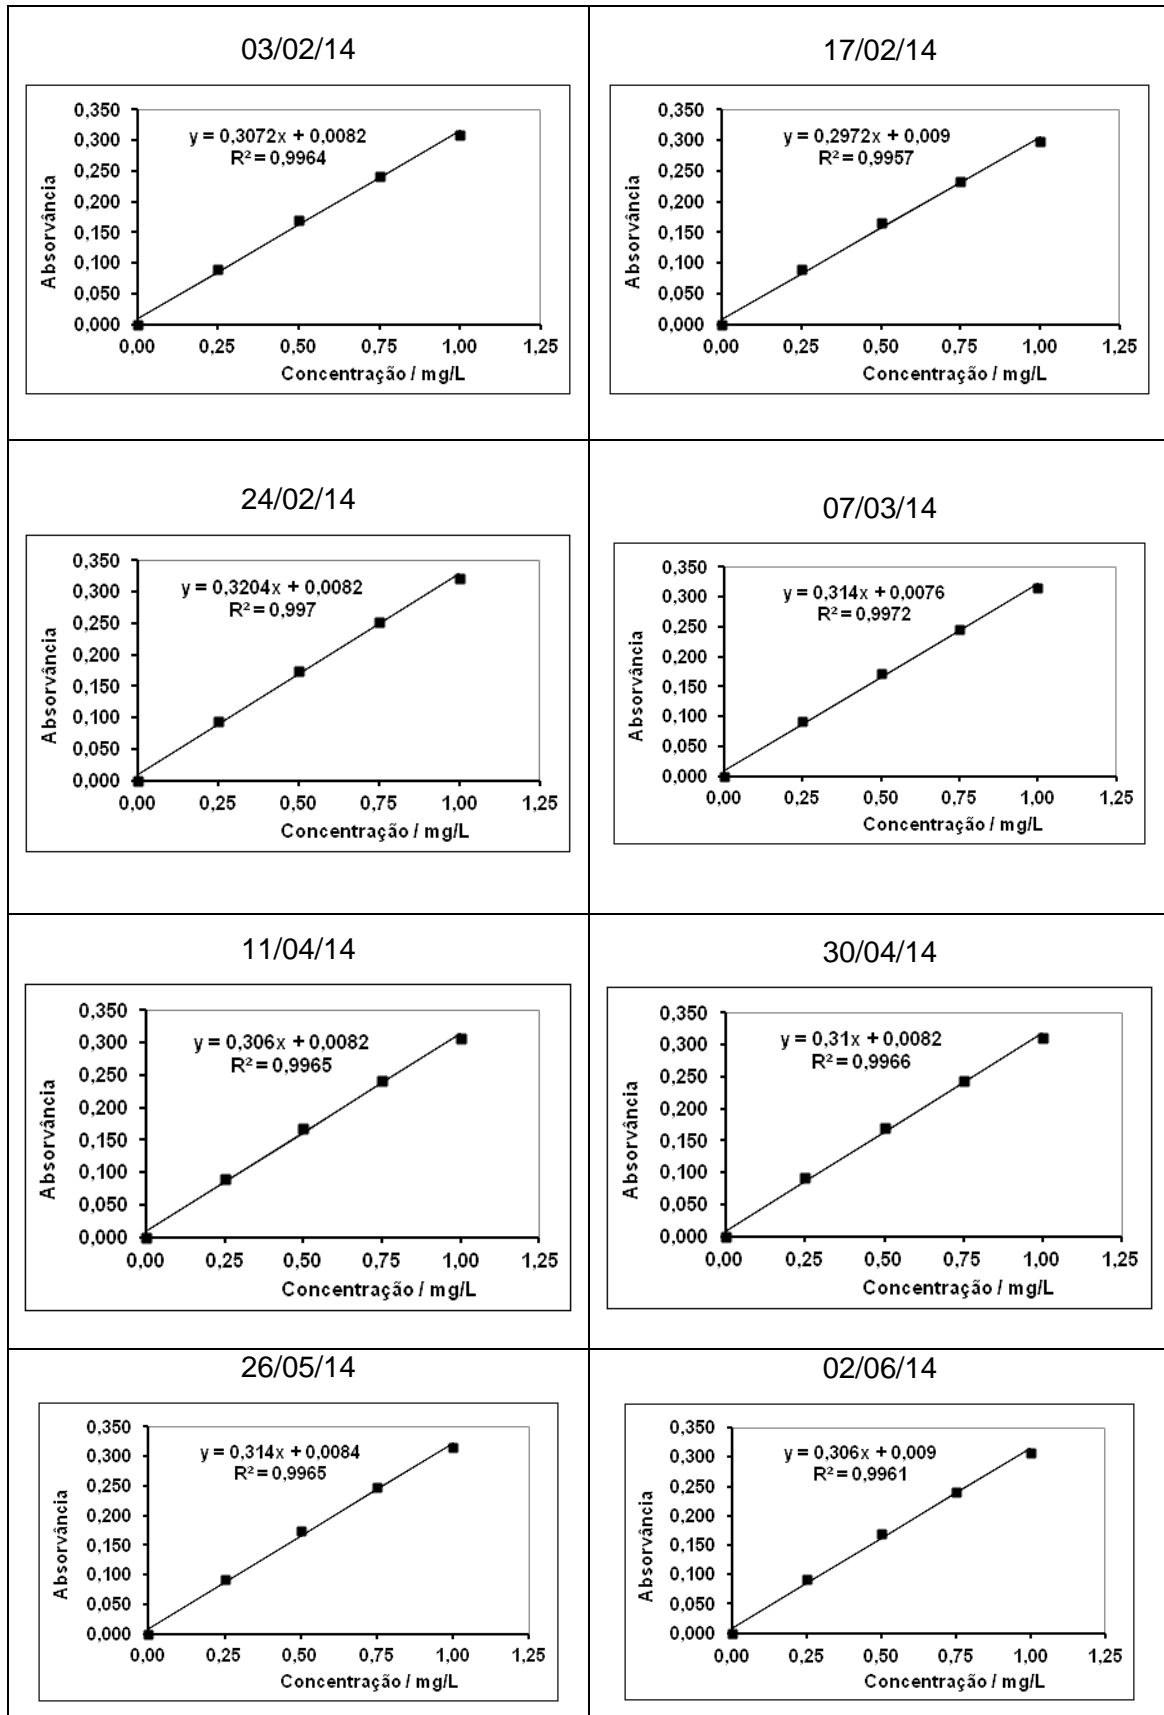 03/02/14
y = 0,3072x + 0,0082
R² = 0,9964
0,350
0,300
0,250
0,200
0,150
0,100
0,050
0,000
Absorvância
0,00 0,25 0,50 0,75 1,00 1,25
Concentração / mg/L
17/02/14
y = 0,2972x + 0,009
R² = 0,9957
0,350
0,300
0,250
0,200
0,150
0,100
0,050
0,000
Absorvância
0,00 0,25 0,50 0,75 1,00 1,25
Concentração / mg/L
24/02/14
y = 0,3204x + 0,0082
R² = 0,997
0,350
0,300
0,250
0,200
0,150
0,100
0,050
0,000
Absorvância
0,00 0,25 0,50 0,75 1,00 1,25
Concentração / mg/L
07/03/14
y = 0,314x + 0,0076
R² = 0,9972
0,350
0,300
0,250
0,200
0,150
0,100
0,050
0,000
Absorvância
0,00 0,25 0,50 0,75 1,00 1,25
Concentração / mg/L
11/04/14
y = 0,306x + 0,0082
R² = 0,9965
0,350
0,300
0,250
0,200
0,150
0,100
0,050
0,000
Absorvância
0,00 0,25 0,50 0,75 1,00 1,25
Concentração / mg/L
30/04/14
y = 0,31x + 0,0082
R² = 0,9966
0,350
0,300
0,250
0,200
0,150
0,100
0,050
0,000
Absorvância
0,00 0,25 0,50 0,75 1,00 1,25
Concentração / mg/L
26/05/14
y = 0,314x + 0,0084
R² = 0,9965
0,350
0,300
0,250
0,200
0,150
0,100
0,050
0,000
Absorvância
0,00 0,25 0,50 0,75 1,00 1,25
Concentração / mg/L
02/06/14
y = 0,306x + 0,009
R² = 0,9961
0,350
0,300
0,250
0,200
0,150
0,100
0,050
0,000
Absorvância
0,00 0,25 0,50 0,75 1,00 1,25
Concentração / mg/L